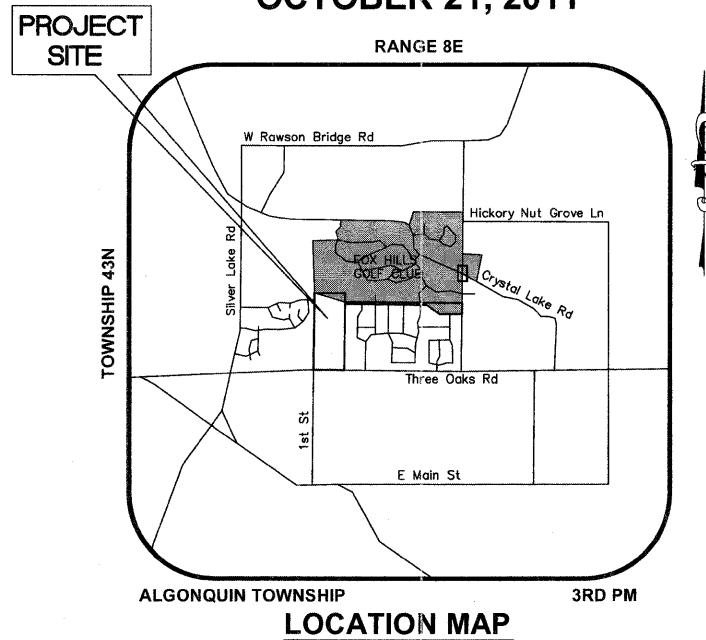 OCTOBER 21, 2011
PROJECT
SITE
RANGE 8E
W Rawson Bridge Rd
Hickory Nut Grove Ln
TOWNSHIP 43N
Silver Lake Rd
FOX HILLS
GOLF CLUB
Crystal Lake Rd
Three Oaks Rd
1st St
E Main St
ALGONQUIN TOWNSHIP
3RD PM
LOCATION MAP